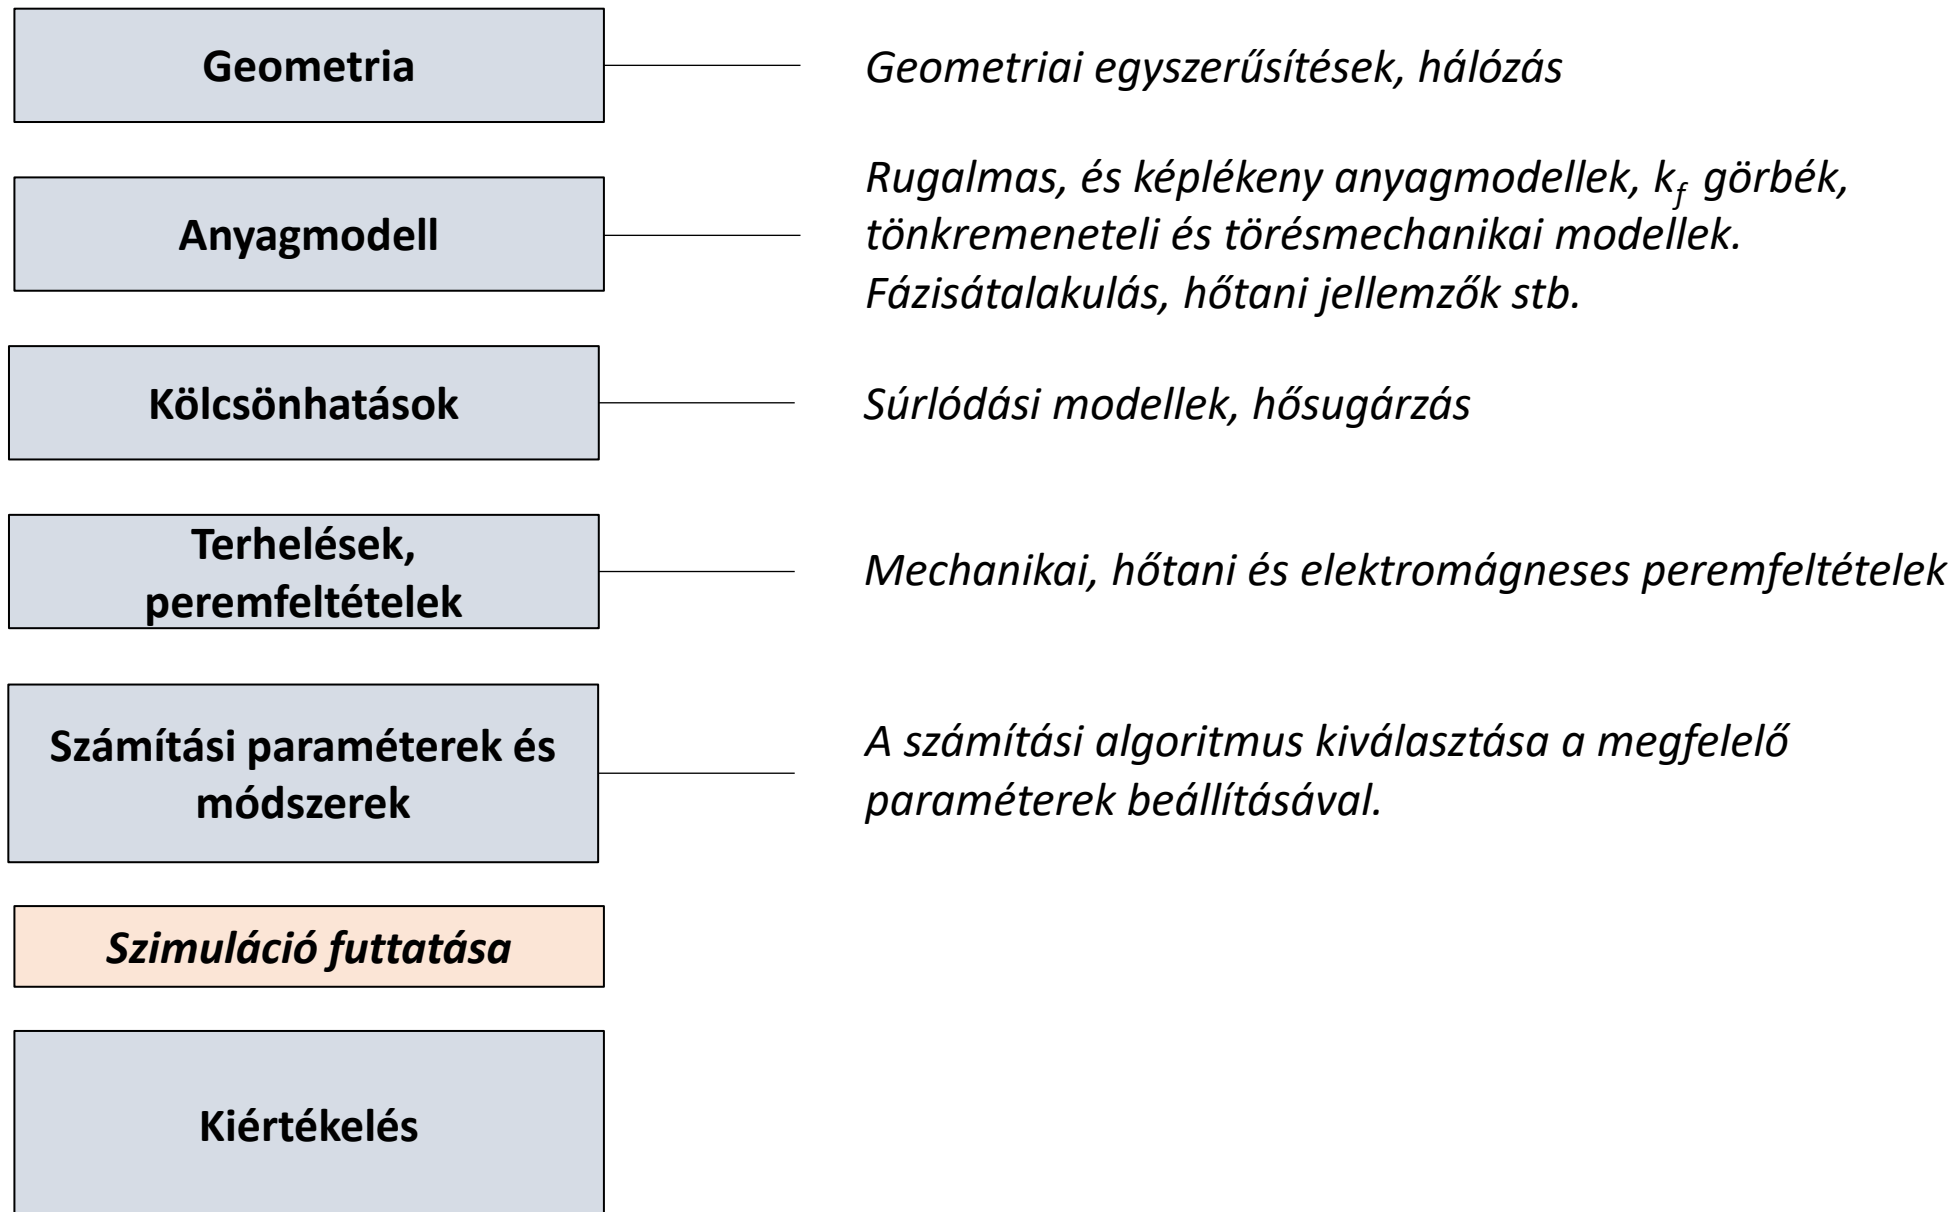 Geometria
Geometriai egyszerűsítések, hálózás
Anyagmodell
Rugalmas, és képlékeny anyagmodellek, k_f görbék,
tönkremeneteli és törésmechanikai modellek.
Fázisátalakulás, hőtani jellemzők stb.
Kölcsönhatások
Súrlódási modellek, hősugárzás
Terhelések,
peremfeltételek
Mechanikai, hőtani és elektromágneses peremfeltételek
Számítási paraméterek és
módszerek
A számítási algoritmus kiválasztása a megfelelő
paraméterek beállításával.
Szimuláció futtatása
Kiértékelés